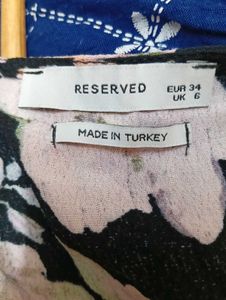 RESERVED
EUR 34
UK 6
MADE IN TURKEY